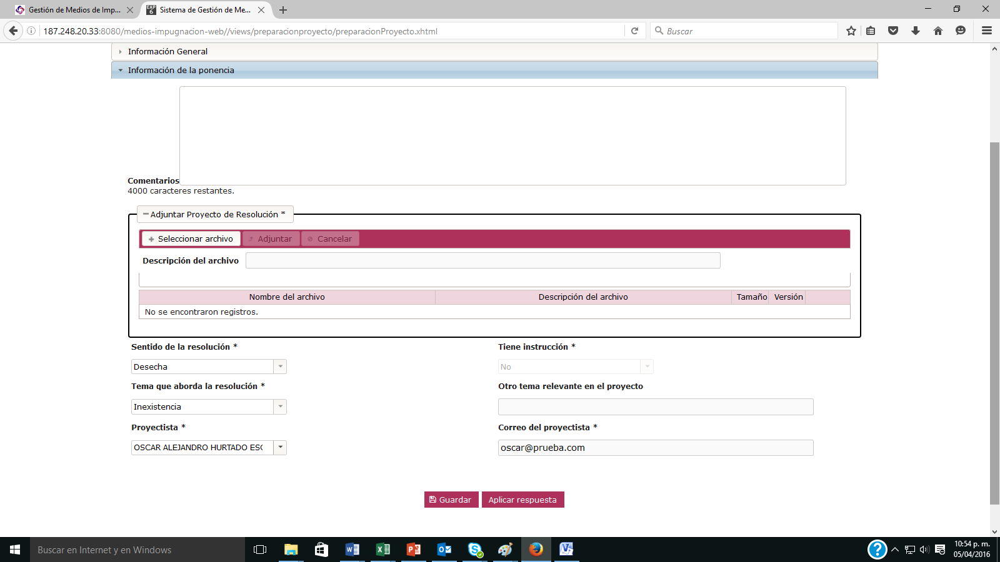 Gestión de Medios de Imp...
EAP 6
Sistema de Gestión de Me...
187.248.20.33:8080/medios-impugnacion-web//views/preparacionproyecto/preparacionProyecto.xhtml
Buscar
Información General
Información de la ponencia
Comentarios
4000 caracteres restantes.
Adjuntar Proyecto de Resolución *
Seleccionar archivo Adjuntar Cancelar
Descripción del archivo
Nombre del archivo Descripción del archivo Tamaño Versión
No se encontraron registros.
Sentido de la resolución * Tiene instrucción *
Desecha No
Tema que aborda la resolución * Otro tema relevante en el proyecto
Inexistencia
Proyectista * Correo del proyectista *
OSCAR ALEJANDRO HURTADO ESC oscar@prueba.com
Guardar Aplicar respuesta
Buscar en Internet y en Windows
10:54 p. m.
05/04/2016